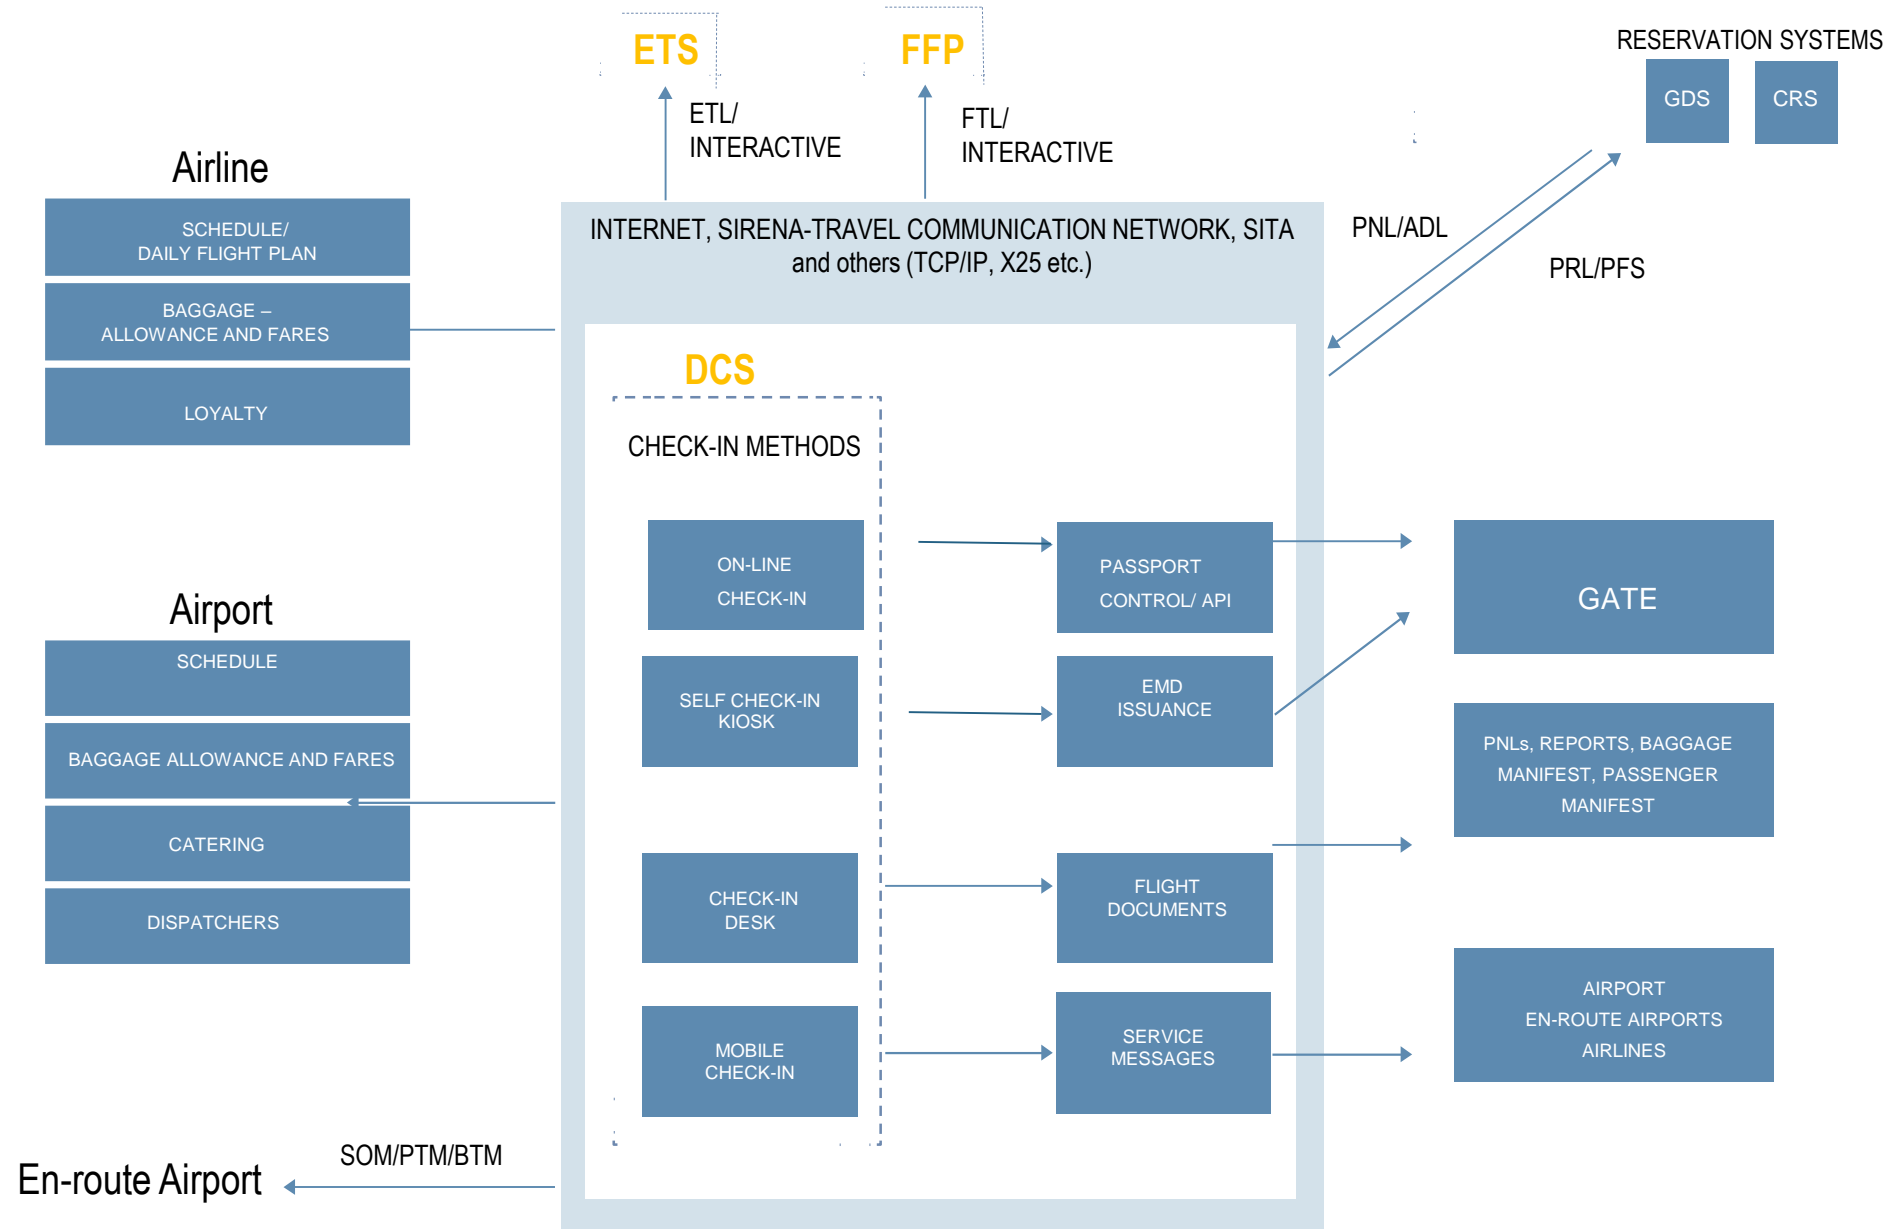 ETS
FFP
RESERVATION SYSTEMS
GDS
CRS
ETL/
INTERACTIVE
FTL/
INTERACTIVE
Airline
SCHEDULE/
DAILY FLIGHT PLAN
BAGGAGE –
ALLOWANCE AND FARES
LOYALTY
INTERNET, SIRENA-TRAVEL COMMUNICATION NETWORK, SITA
and others (TCP/IP, X25 etc.)
PNL/ADL
PRL/PFS
DCS
CHECK-IN METHODS
ON-LINE
CHECK-IN
PASSPORT
CONTROL/ API
GATE
Airport
SCHEDULE
BAGGAGE ALLOWANCE AND FARES
CATERING
DISPATCHERS
SELF CHECK-IN
KIOSK
EMD
ISSUANCE
PNLs, REPORTS, BAGGAGE
MANIFEST, PASSENGER
MANIFEST
CHECK-IN
DESK
FLIGHT
DOCUMENTS
MOBILE
CHECK-IN
SERVICE
MESSAGES
AIRPORT
EN-ROUTE AIRPORTS
AIRLINES
SOM/PTM/BTM
En-route Airport